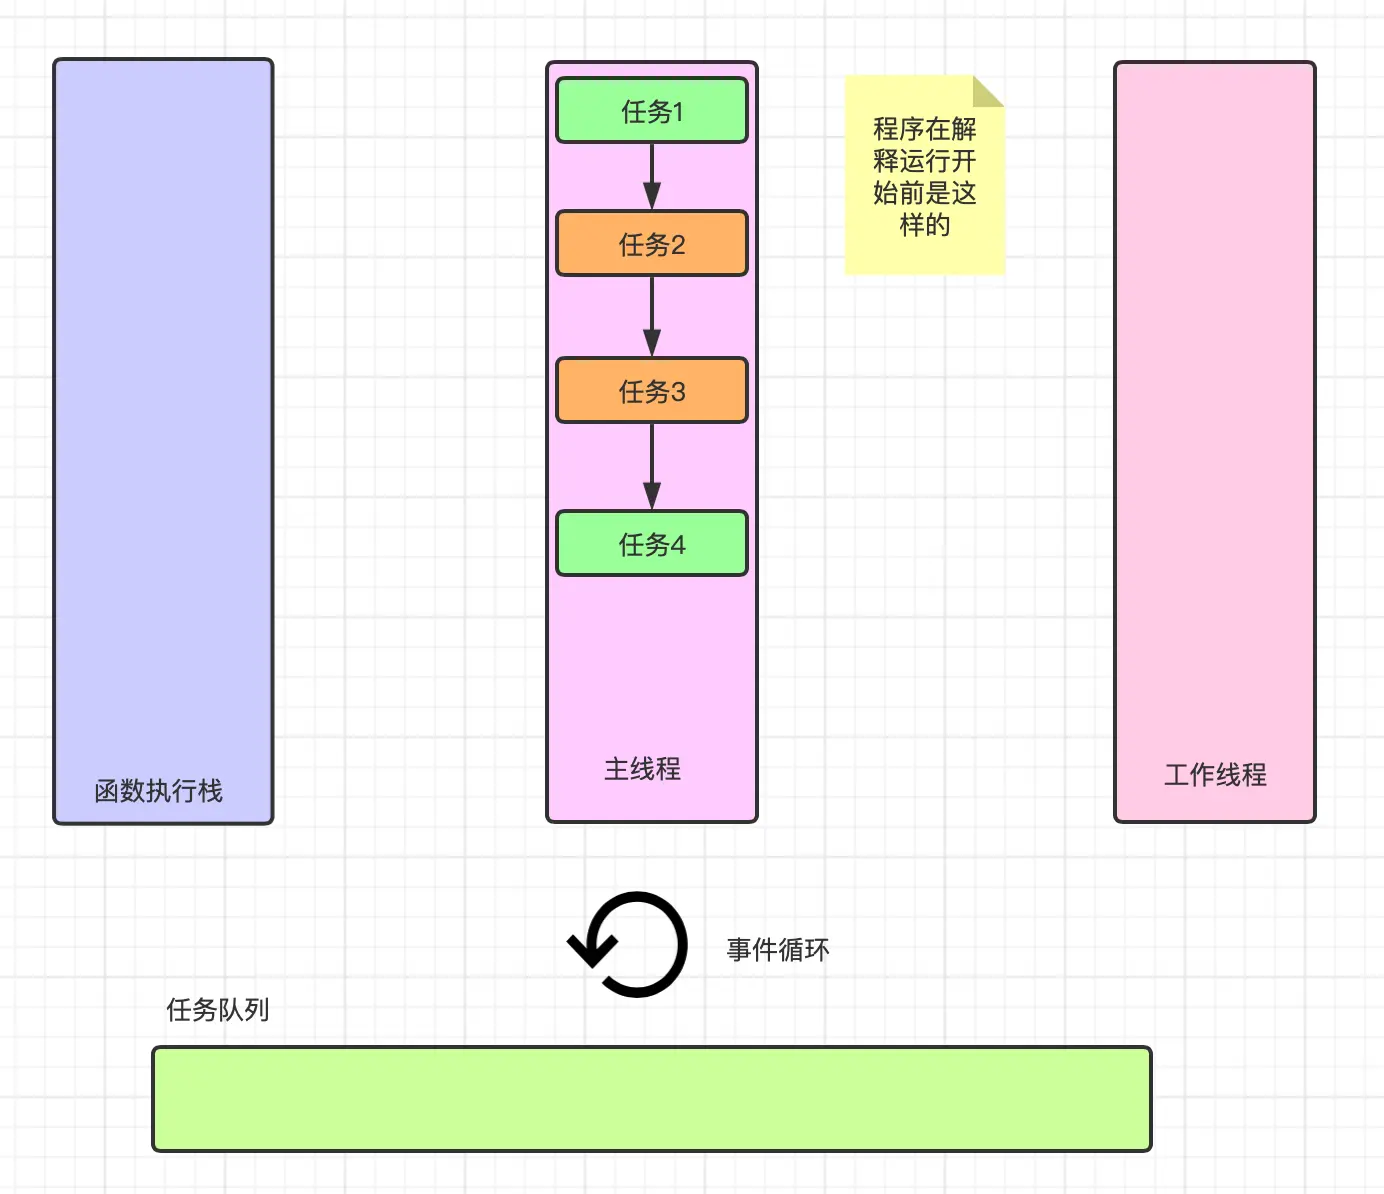 任务1
程序在解
释运行开
始前是这
样的
任务2
任务3
任务4
函数执行栈
主线程
工作线程
事件循环
任务队列